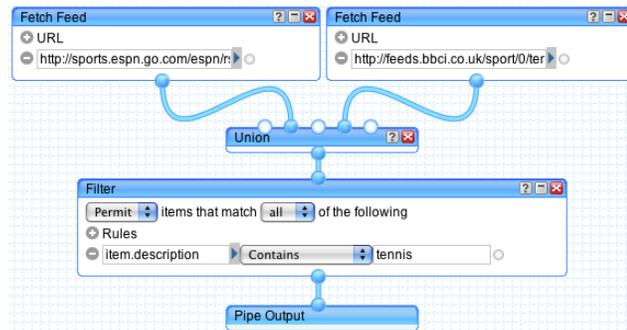 Fetch Feed
URL
http://sports.espn.go.com/espn/rs
Fetch Feed
URL
http://feeds.bbci.co.uk/sport/0/ter
Union
Filter
Permit items that match all of the following
Rules
item.description Contains tennis
Pipe Output